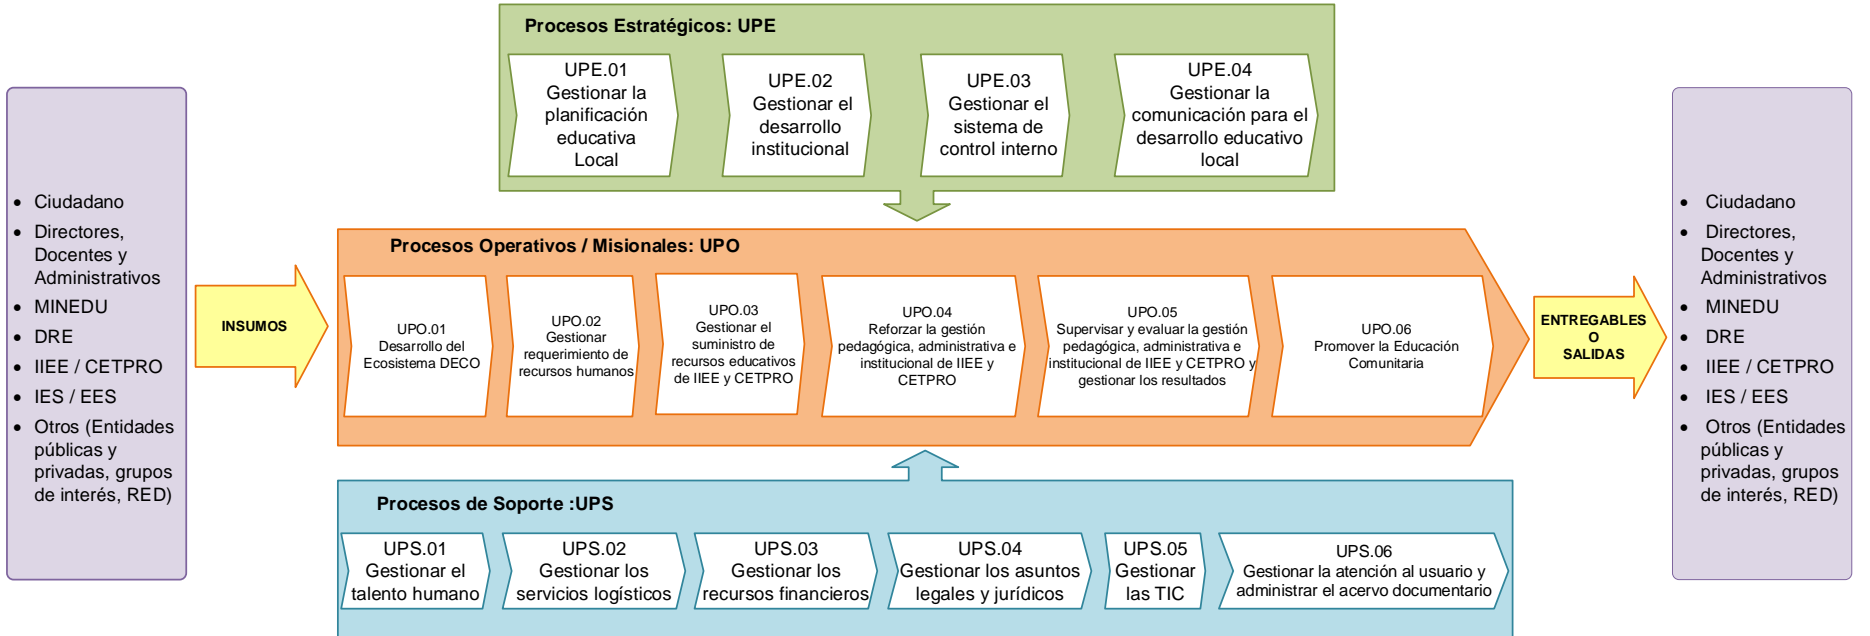 Procesos Estratégicos: UPE
UPE.01
Gestionar la
planificación
educativa
Local
UPE.02
Gestionar el
desarrollo
institucional
UPE.03
Gestionar el
sistema de
control interno
UPE.04
Gestionar la
comunicación para el
desarrollo educativo
local
• Ciudadano
• Directores,
Docentes y
Administrativos
• MINEDU
• DRE
• IIEE / CETPRO
• IES / EES
• Otros (Entidades
públicas y
privadas, grupos
de interés, RED)
INSUMOS
Procesos Operativos / Misionales: UPO
UPO.01
Desarrollo del
Ecosistema DECO
UPO.02
Gestionar
requerimiento de
recursos humanos
UPO.03
Gestionar el
suministro de
recursos educativos
de IIEE y CETPRO
UPO.04
Reforzar la gestión
pedagógica, administrativa e
institucional de IIEE y
CETPRO
UPO.05
Supervisar y evaluar la gestión
pedagógica, administrativa e
institucional de IIEE y CETPRO y
gestionar los resultados
UPO.06
Promover la Educación
Comunitaria
ENTREGABLES
O
SALIDAS
• Ciudadano
• Directores,
Docentes y
Administrativos
• MINEDU
• DRE
• IIEE / CETPRO
• IES / EES
• Otros (Entidades
públicas y
privadas, grupos
de interés, RED)
Procesos de Soporte :UPS
UPS.01
Gestionar el
talento humano
UPS.02
Gestionar los
servicios logísticos
UPS.03
Gestionar los
recursos financieros
UPS.04
Gestionar los asuntos
legales y jurídicos
UPS.05
Gestionar
las TIC
UPS.06
Gestionar la atención al usuario y
administrar el acervo documentario